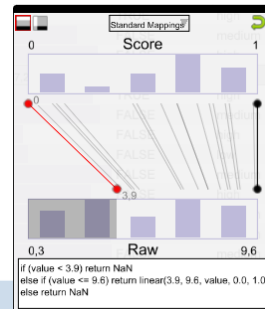 Standard Mappings
0 1
Score
0
3,9
0,3 9,6
Raw
if (value < 3.9) return NaN
else if (value <= 9.6) return linear(3.9, 9.6, value, 0.0, 1.0
else return NaN